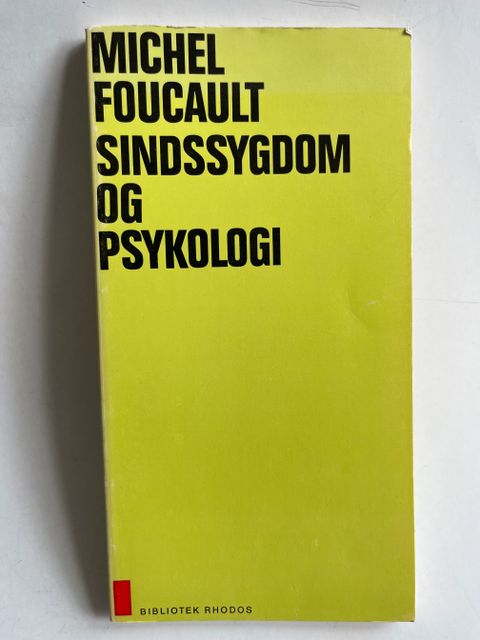 MICHEL
FOUCAULT
SINDSSYGDOM
OG
PSYKOLOGI
BIBLIOTEK RHODOS